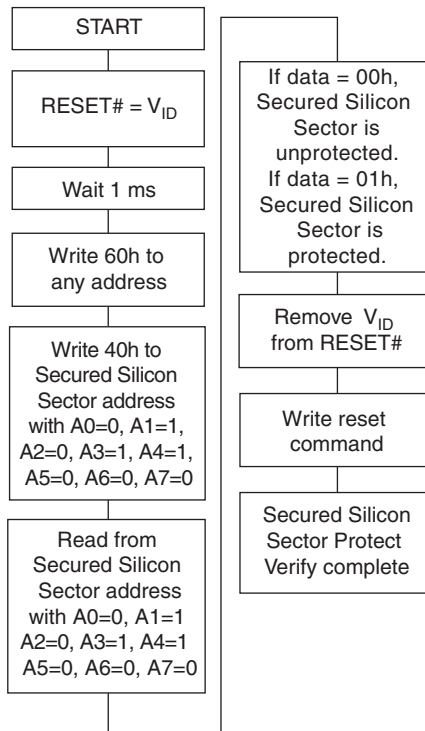 START
RESET# = VID
Wait 1 ms
Write 60h to
any address
Write 40h to
Secured Silicon
Sector address
with A0=0, A1=1,
A2=0, A3=1, A4=1,
A5=0, A6=0, A7=0
Read from
Secured Silicon
Sector address
with A0=0, A1=1
A2=0, A3=1, A4=1
A5=0, A6=0, A7=0
If data = 00h,
Secured Silicon
Sector is
unprotected.
If data = 01h,
Secured Silicon
Sector is
protected.
Remove VID
from RESET#
Write reset
command
Secured Silicon
Sector Protect
Verify complete